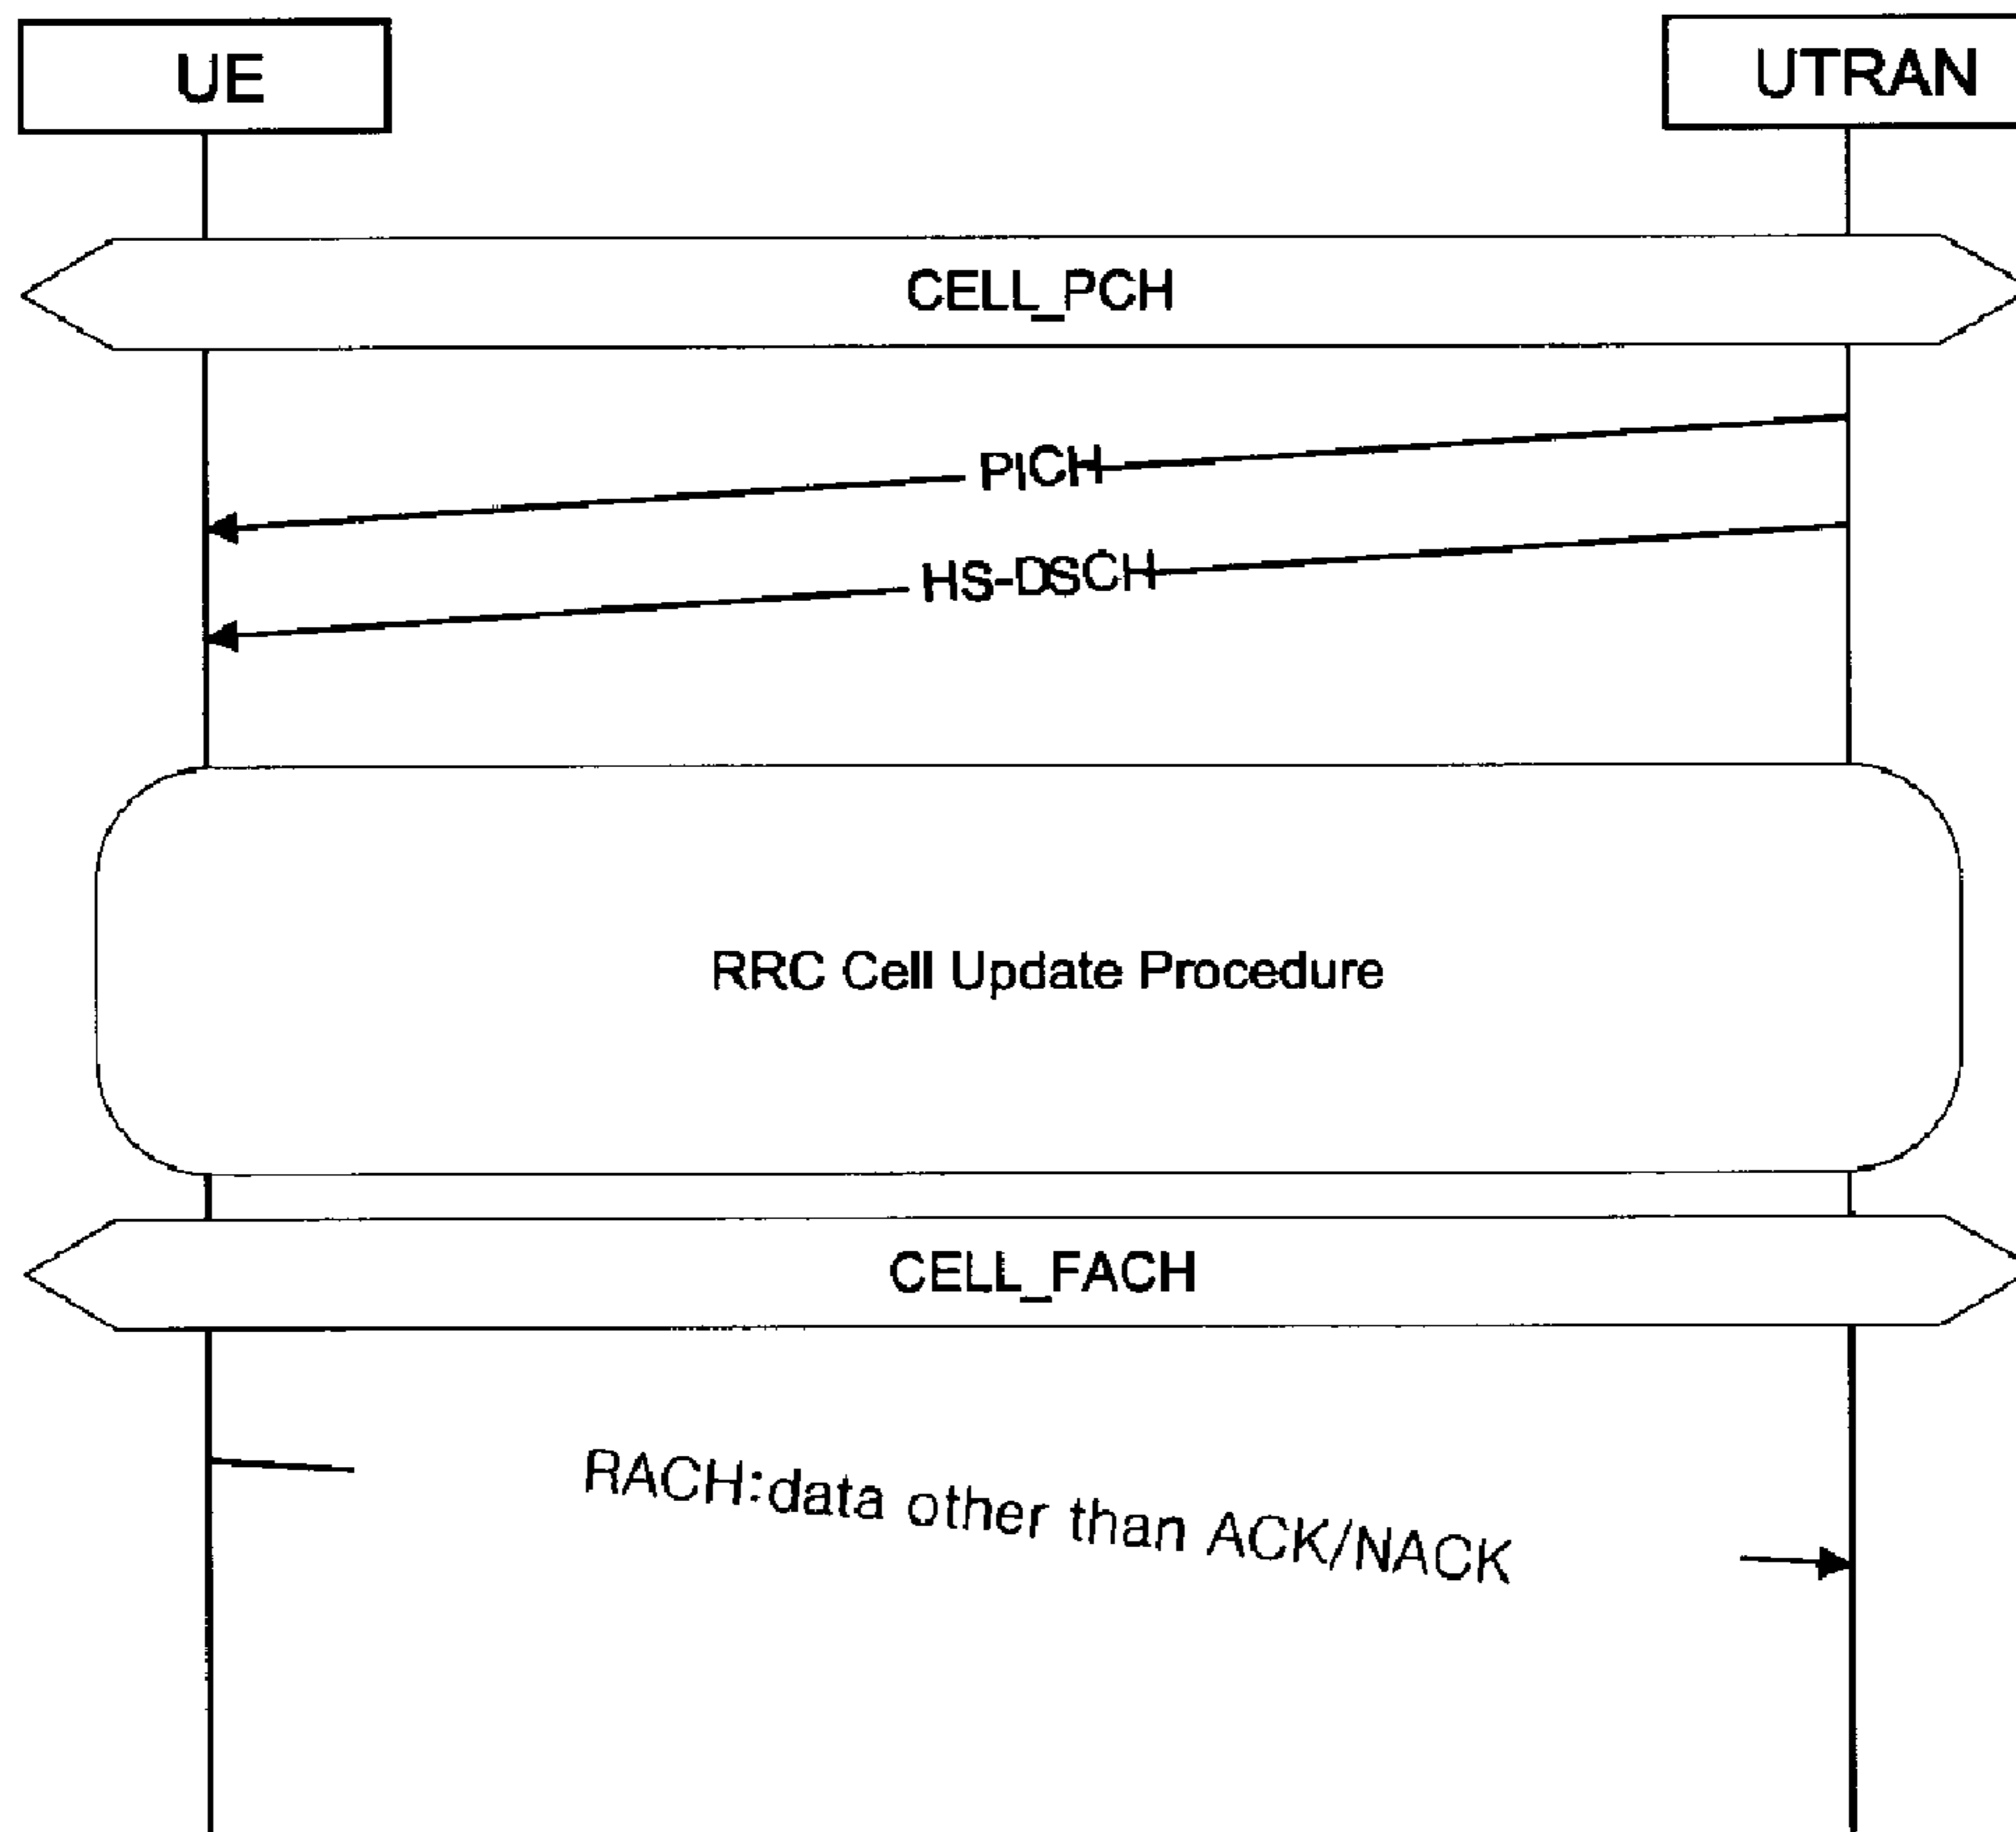 UE
UTRAN
CELL_PCH
PICH
HS-DSCH
RRC Cell Update Procedure
CELL_FACH
RACH:data other than ACK/NACK